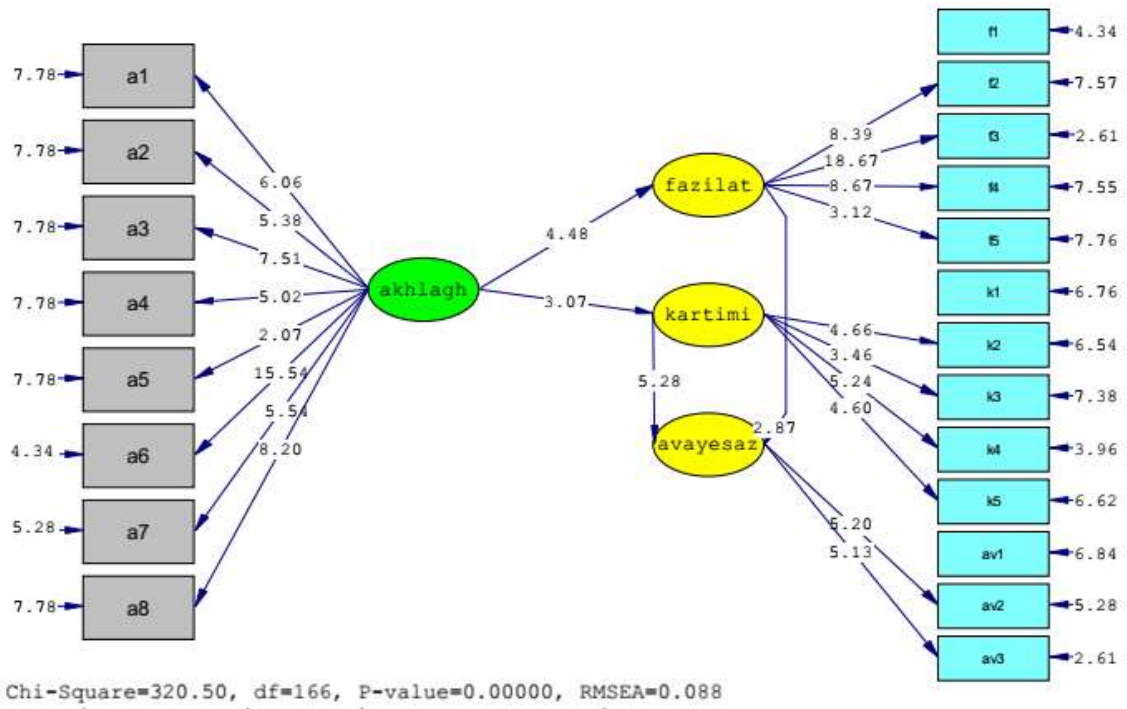 7.78 a1
7.78 a2
7.78 a3
7.78 a4
7.78 a5
4.34 a6
5.28 a7
7.78 a8
6.06
5.38
7.51
5.02
2.07
15.54
5.54
8.20
akhlagh
4.48
3.07
fazilat
kartimi
5.28
avayesaz
2.87
8.39
18.67
8.67
3.12
4.66
3.46
5.24
4.60
5.20
5.13
f1 4.34
f2 7.57
f3 2.61
f4 7.55
f5 7.76
k1 6.76
k2 6.54
k3 7.38
k4 3.96
k5 6.62
av1 6.84
av2 5.28
av3 2.61
Chi-Square=320.50, df=166, P-value=0.00000, RMSEA=0.088